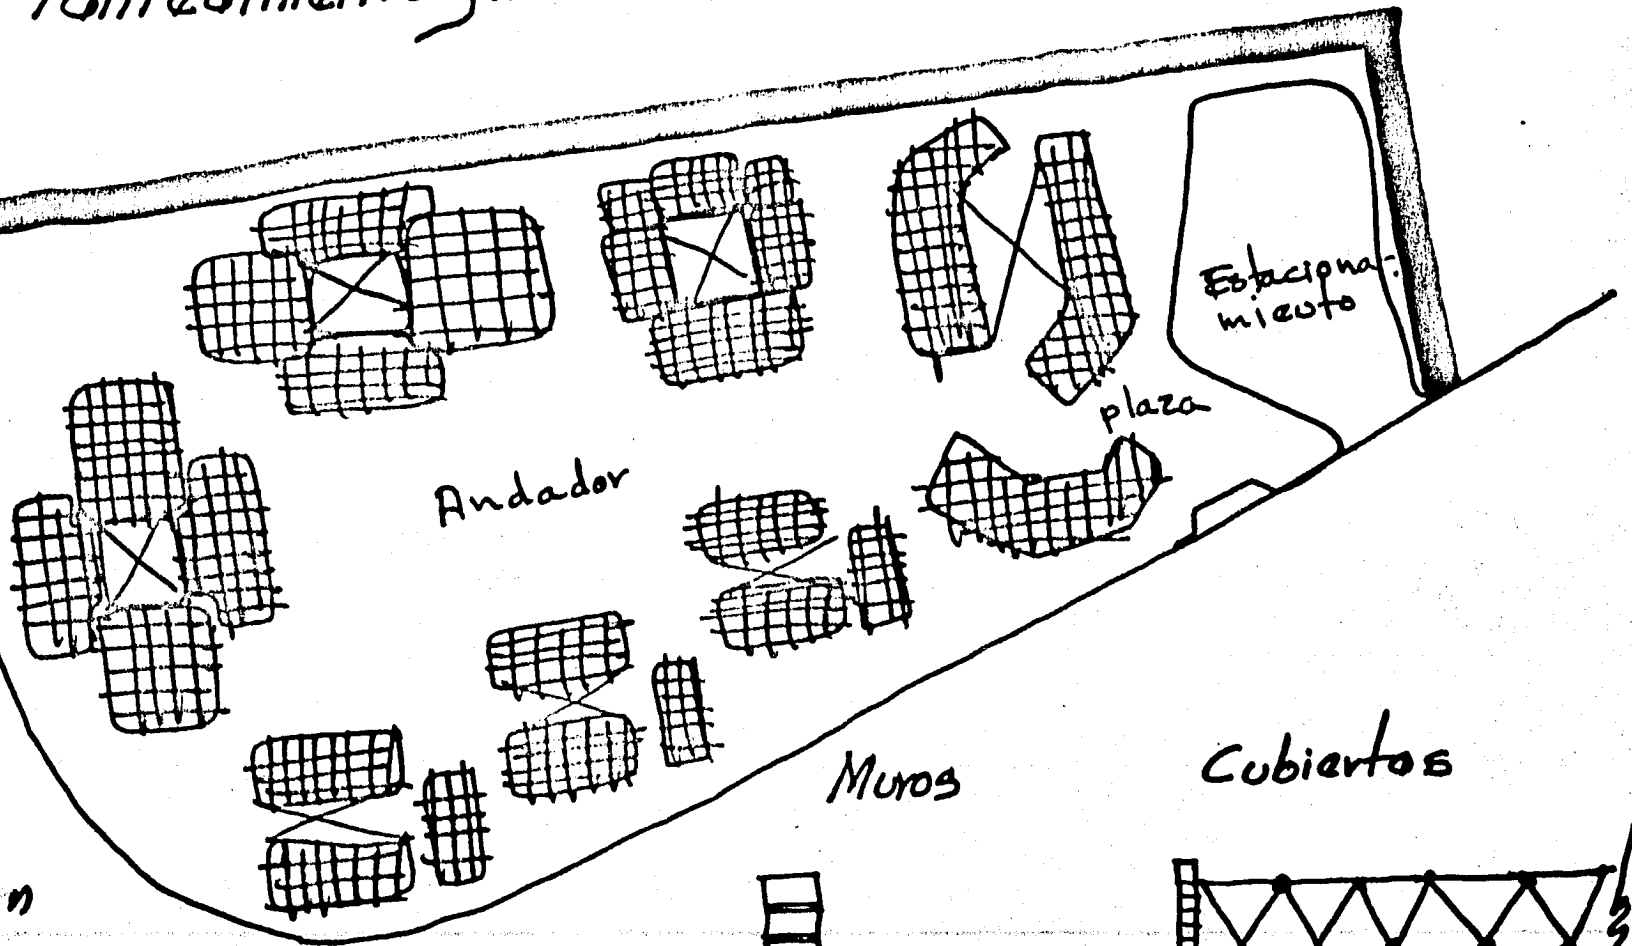 Estaciona-
miento
plaza
Andador
Muros
Cubiertos
n